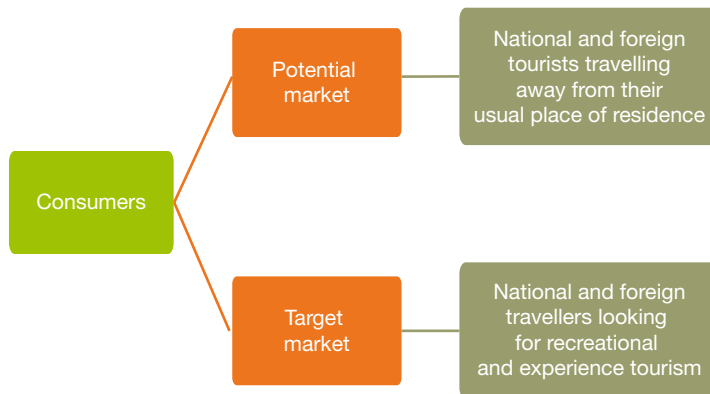 Consumers
Potential
market
National and foreign
tourists travelling
away from their
usual place of residence
Target
market
National and foreign
travellers looking
for recreational
and experience tourism